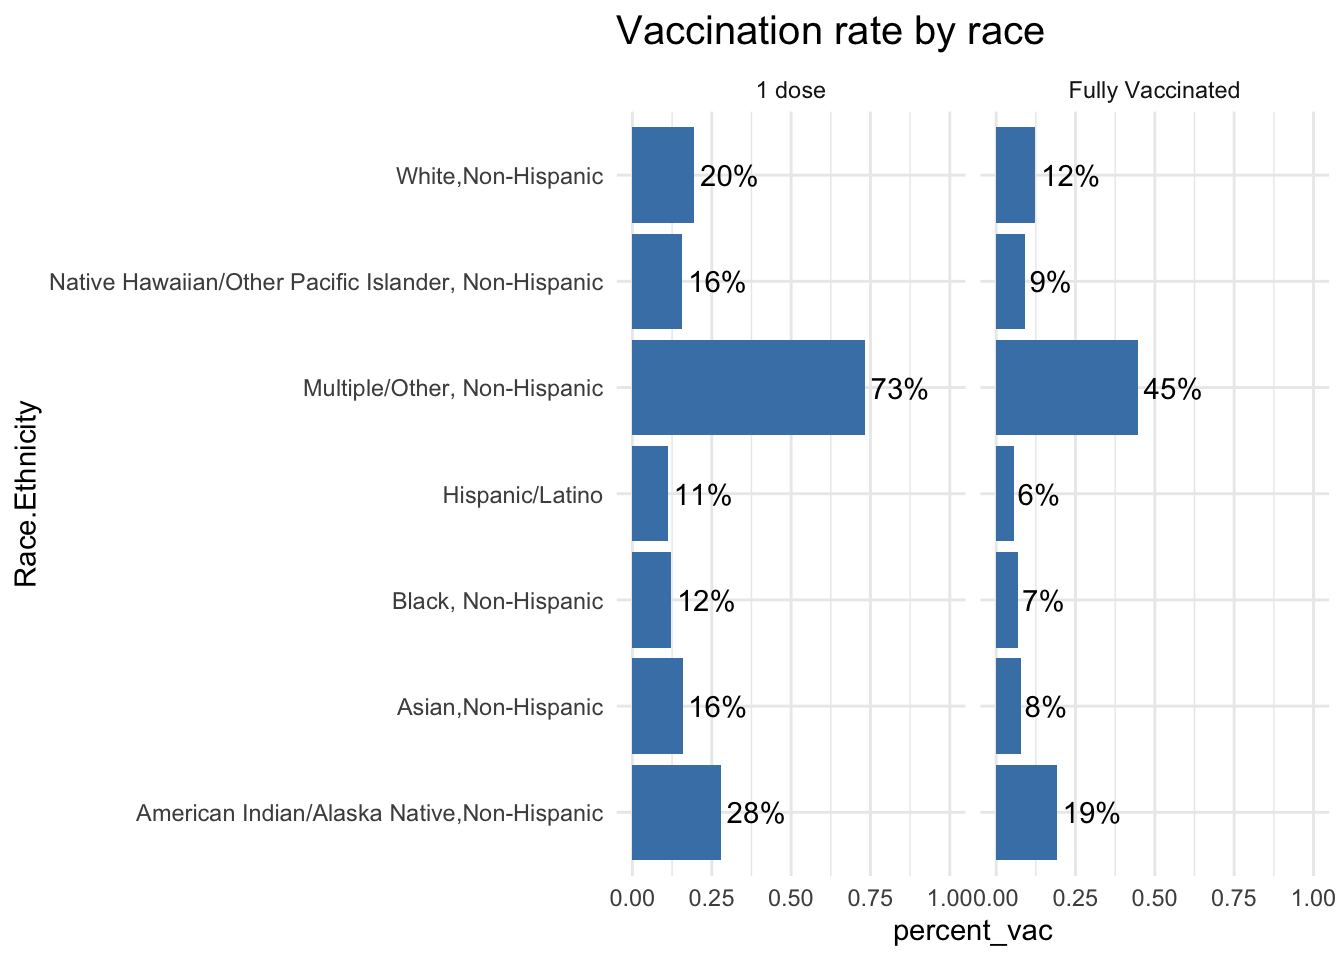 Vaccination rate by race
1 dose
Fully Vaccinated
Race.Ethnicity
White,Non-Hispanic
20%
12%
Native Hawaiian/Other Pacific Islander, Non-Hispanic
16%
9%
Multiple/Other, Non-Hispanic
73%
45%
Hispanic/Latino
11%
6%
Black, Non-Hispanic
12%
7%
Asian,Non-Hispanic
16%
8%
American Indian/Alaska Native,Non-Hispanic
28%
19%
0.00 0.25 0.50 0.75 1.00
0.00 0.25 0.50 0.75 1.00
percent_vac